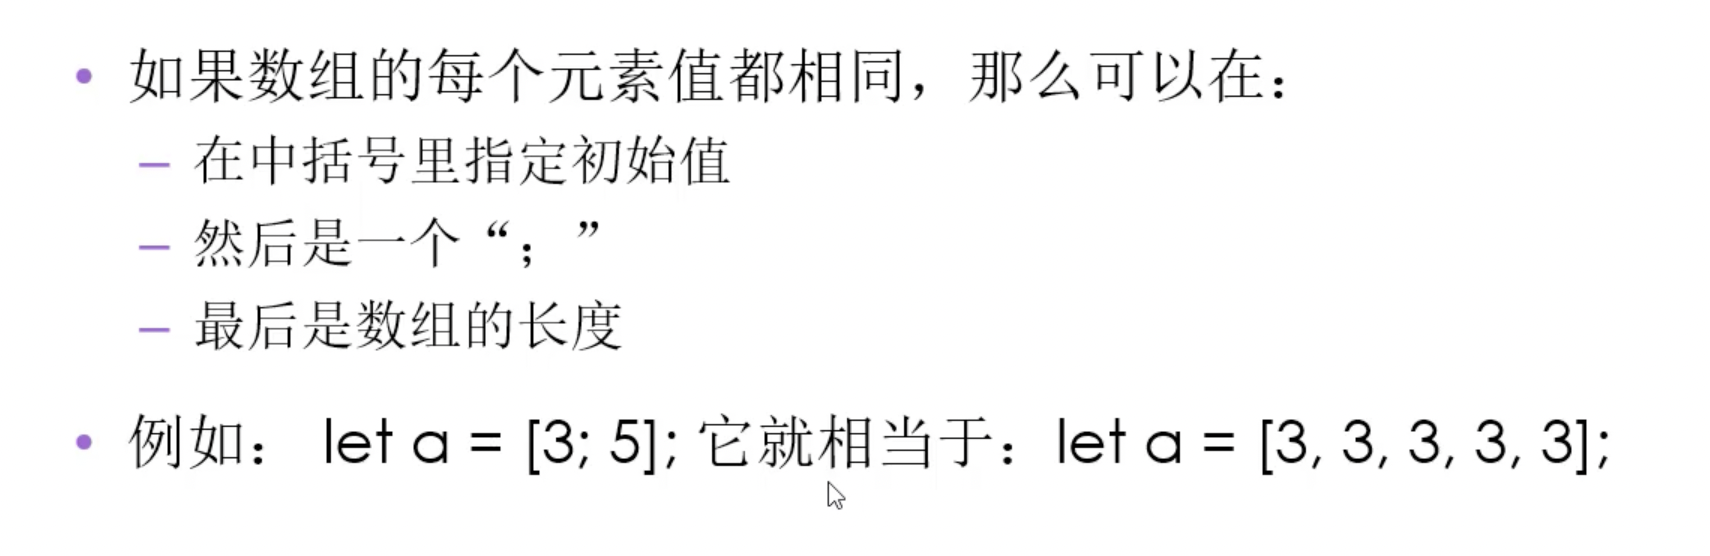 • 如果数组的每个元素值都相同，那么可以在：
– 在中括号里指定初始值
– 然后是一个“；”
– 最后是数组的长度
• 例如： let a = [3; 5]; 它就相当于：let a = [3, 3, 3, 3, 3];